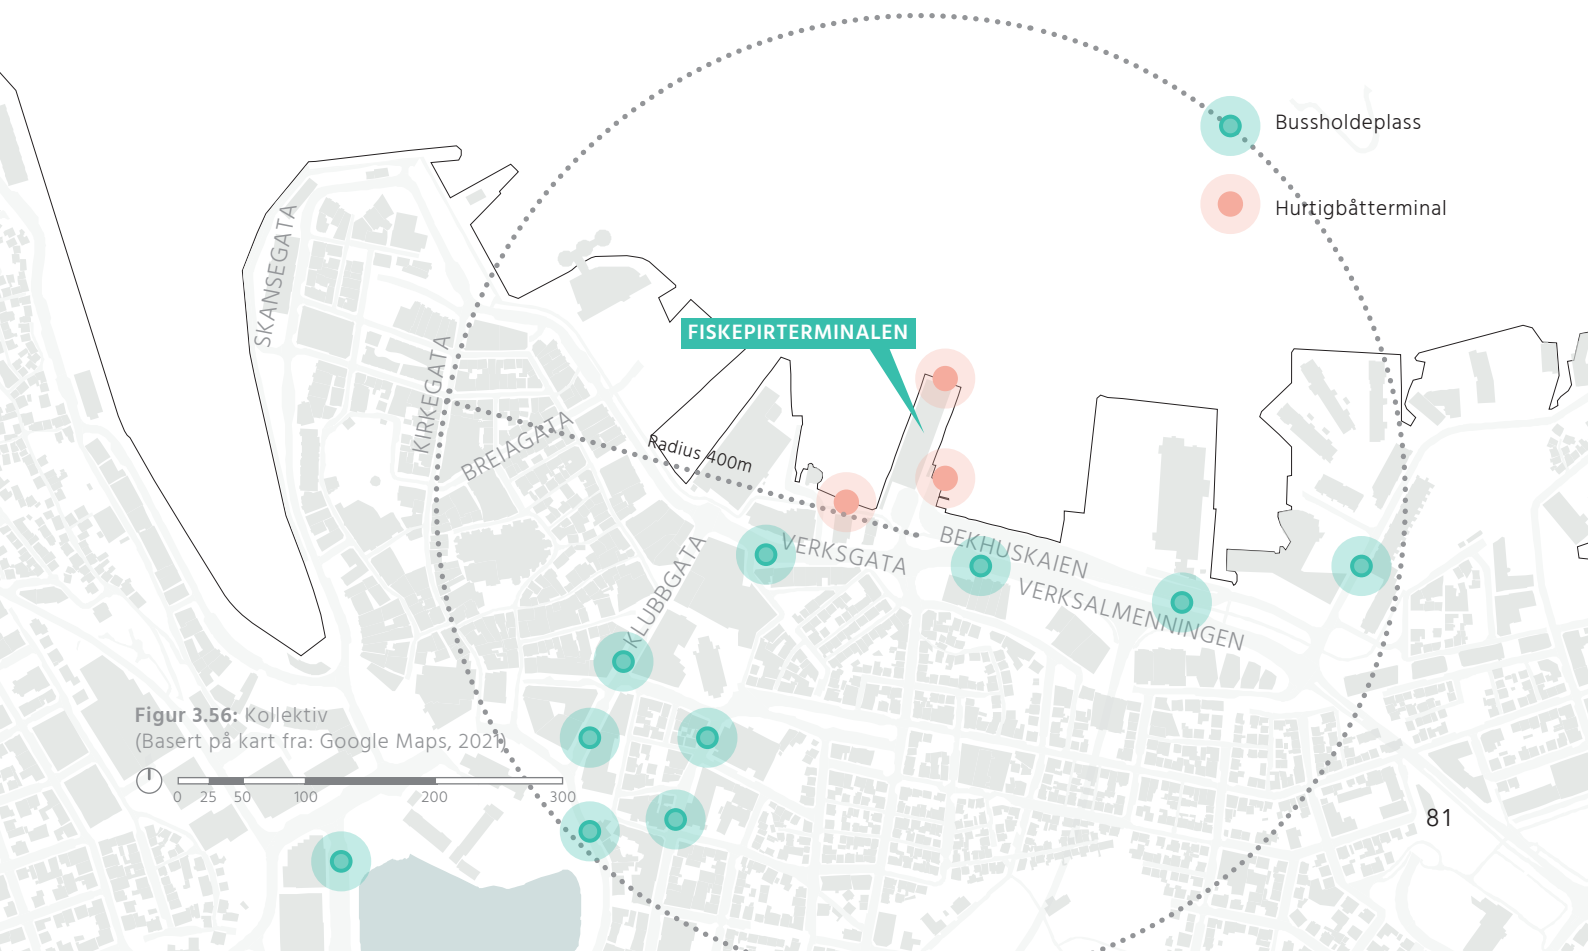 Bussholdeplass
Hurtigbåtterminal
SKANSEGATA
FISKEPIRTERMINALEN
KIRKEGATA
BREIAGATA
Radius 400m
VERKSGATA
BEKHUSKAIEN
KLUBBGATA
VERKSALMENNINGEN
Figur 3.56: Kollektiv
(Basert på kart fra: Google Maps, 2021)
0 25 50 100 200 300
81